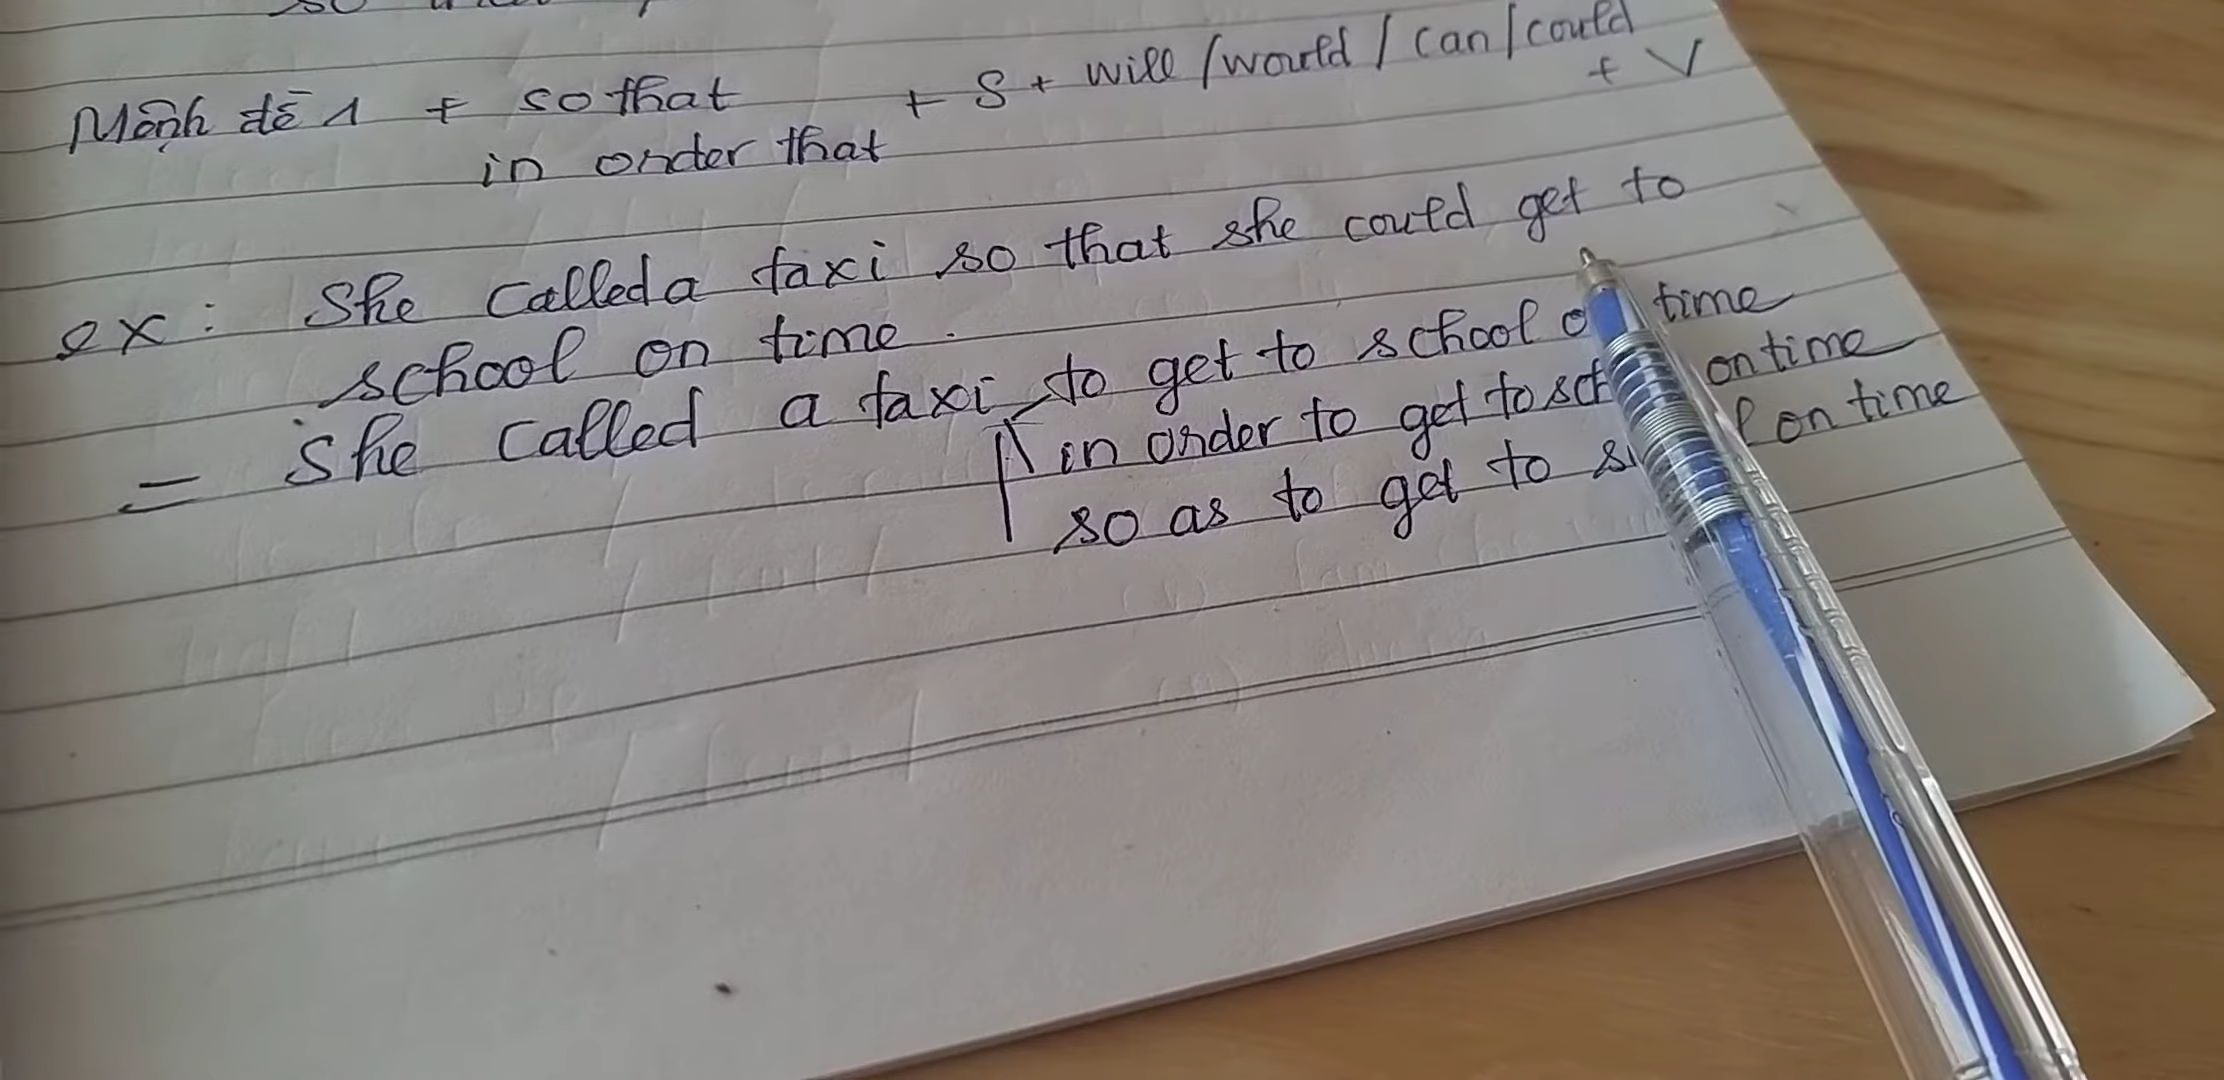 Mệnh đề 1 + so that + S + will / would / can / could
+ V
in order that
ex: She called a taxi so that she could get to
school on time.
= She called a taxi to get to school time
in order to get to on time
so as to get to on time